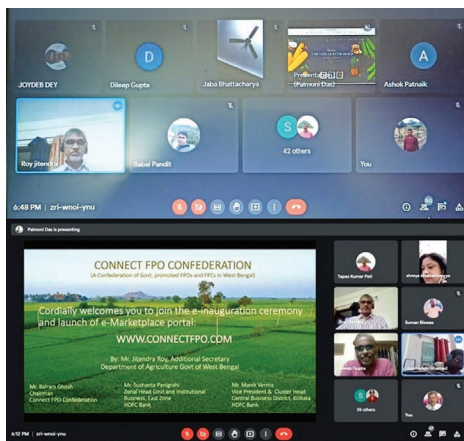 JOYDEB DEY
D
Dileep Gupta
Jaba Bhattacharya
(Palmoni Das)
A
Ashok Patnaik
Roy jitendra
Babai Pandit
S
42 others
You
6:48 PM | zri-wnoi-ynu
50
Palmoni Das is presenting
CONNECT FPO CONFEDERATION
(A Confederation of Govt. promoted FPOs and FPCs in West Bengal)
Cordially welcomes you to join the e-inauguration ceremony
and launch of e-Marketplace portal:
WWW.CONNECTFPO.COM
By: Mr. Jitendra Roy, Additional Secretary
Department of Agriculture Govt of West Bengal
Mr. Balram Ghosh
Chairman
Connect FPO Confederation
Mr. Sushanta Panigrahi
Zonal Head Govt and Institutional
Business, East Zone
HDFC Bank
Mr. Manik Verma
Vice President & Cluster Head
Central Business District, Kolkata
HDFC Bank
Tapas Kumar Pati
Suman Biswas
S
39 others
You
6:12 PM | zri-wnoi-ynu